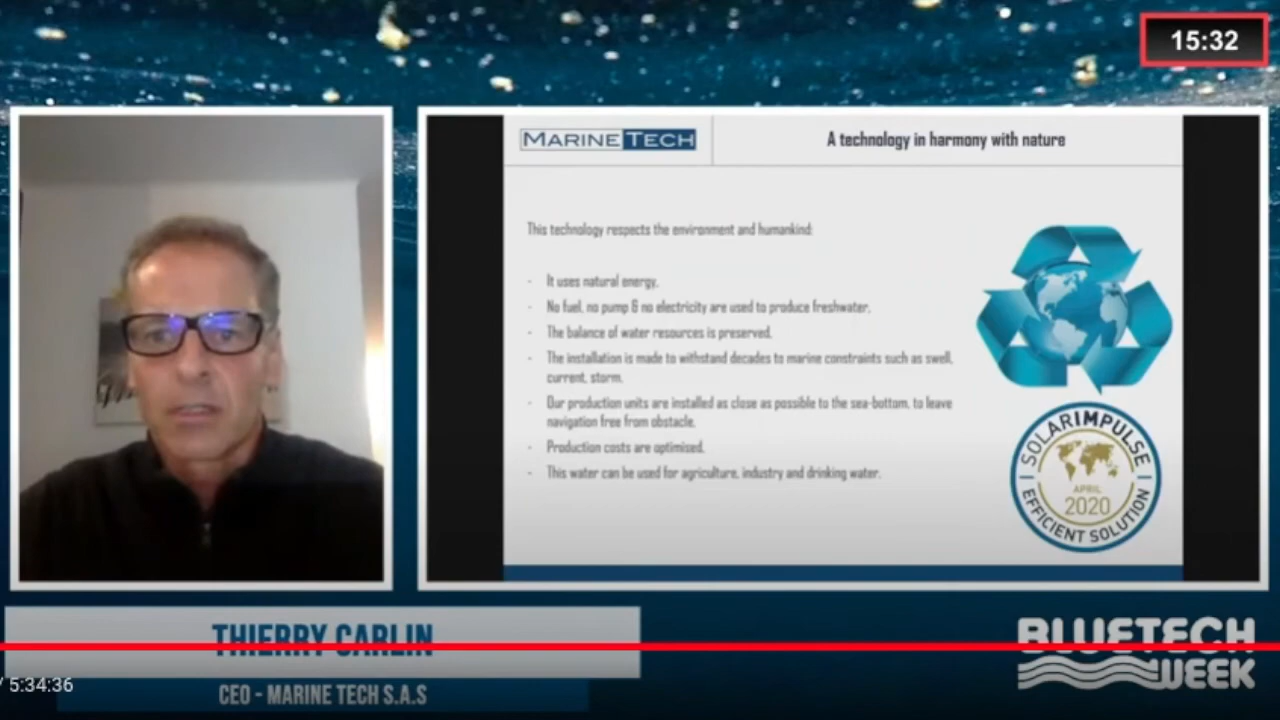 15:32
MARINE TECH
A technology in harmony with nature
This technology respects the environment and humankind:
- It uses natural energy.
- No fuel, no pump & no electricity are used to produce freshwater.
- The balance of water resources is preserved.
- The installation is made to withstand decades to marine constraints such as swell,
current, storm.
- Our production units are installed as close as possible to the sea-bottom, to leave
navigation free from obstacle.
- Production costs are optimised.
- This water can be used for agriculture, industry and drinking water.
SOLARIMPULSE
APRIL
2020
EFFICIENT SOLUTION
THIERRY CARLIN
CEO - MARINE TECH S.A.S
BLUETECH
WEEK
/ 5:34:36